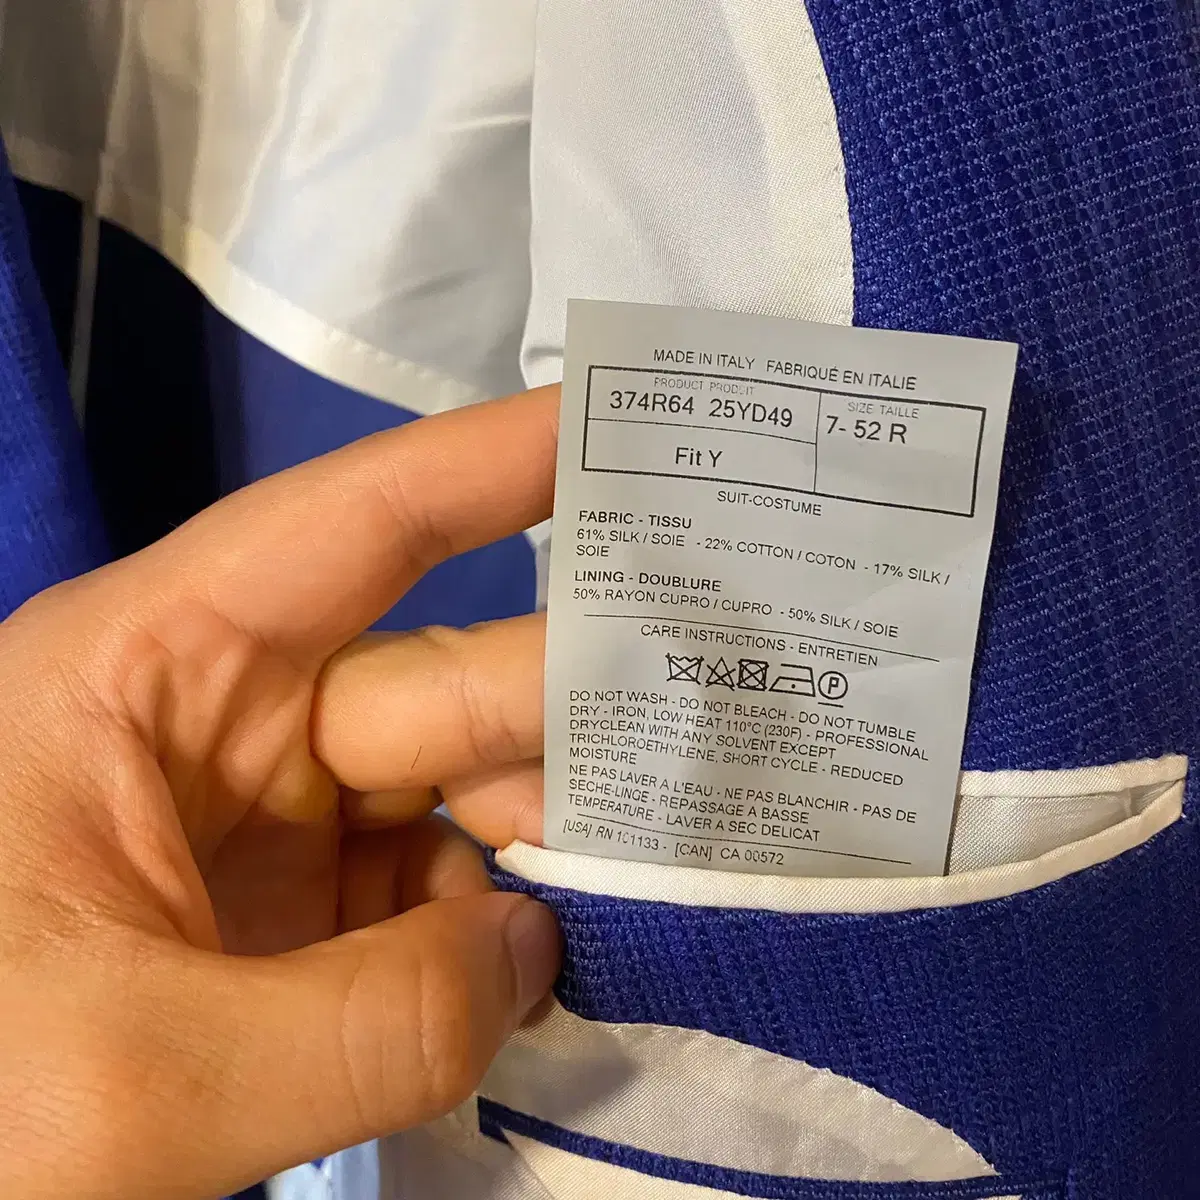 MADE IN ITALY FABRIQUÉ EN ITALIE
PRODUCT PRODUIT
374R64 25YD49
SIZE TAILLE
7- 52 R
Fit Y
SUIT-COSTUME
FABRIC - TISSU
61% SILK / SOIE - 22% COTTON / COTON - 17% SILK /
SOIE
LINING - DOUBLURE
50% RAYON CUPRO / CUPRO - 50% SILK / SOIE
CARE INSTRUCTIONS - ENTRETIEN
P
DO NOT WASH - DO NOT BLEACH - DO NOT TUMBLE
DRY - IRON, LOW HEAT 110°C (230F) - PROFESSIONAL
DRYCLEAN WITH ANY SOLVENT EXCEPT
TRICHLOROETHYLENE, SHORT CYCLE - REDUCED
MOISTURE
NE PAS LAVER A L'EAU - NE PAS BLANCHIR - PAS DE
SECHE-LINGE - REPASSAGE A BASSE
TEMPERATURE - LAVER A SEC DELICAT
[USA] RN 101133 - [CAN] CA 00572